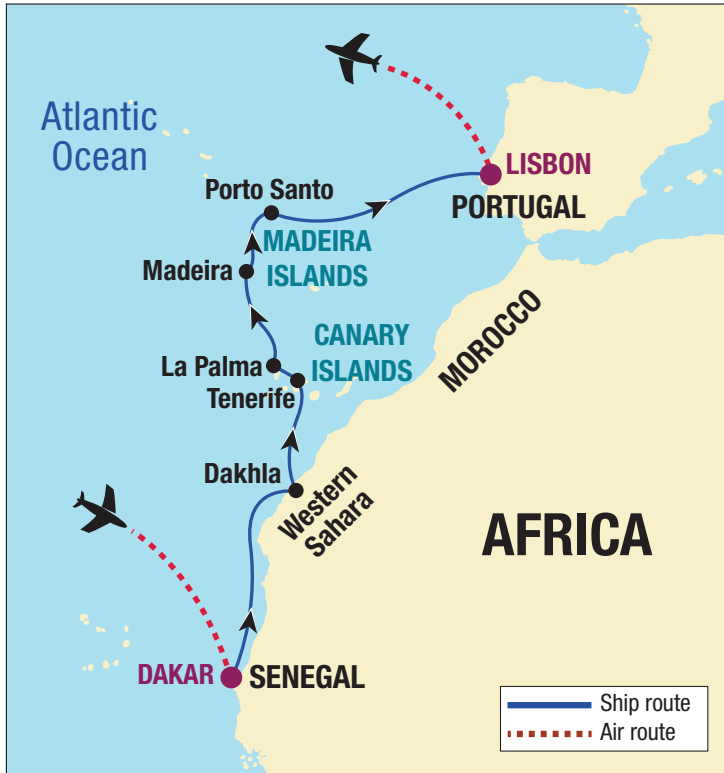 Atlantic
Ocean
LISBON
PORTUGAL
Porto Santo
MADEIRA
ISLANDS
Madeira
CANARY
ISLANDS
MOROCCO
La Palma
Tenerife
Dakhla
Western
Sahara
AFRICA
DAKAR
SENEGAL
Ship route
Air route